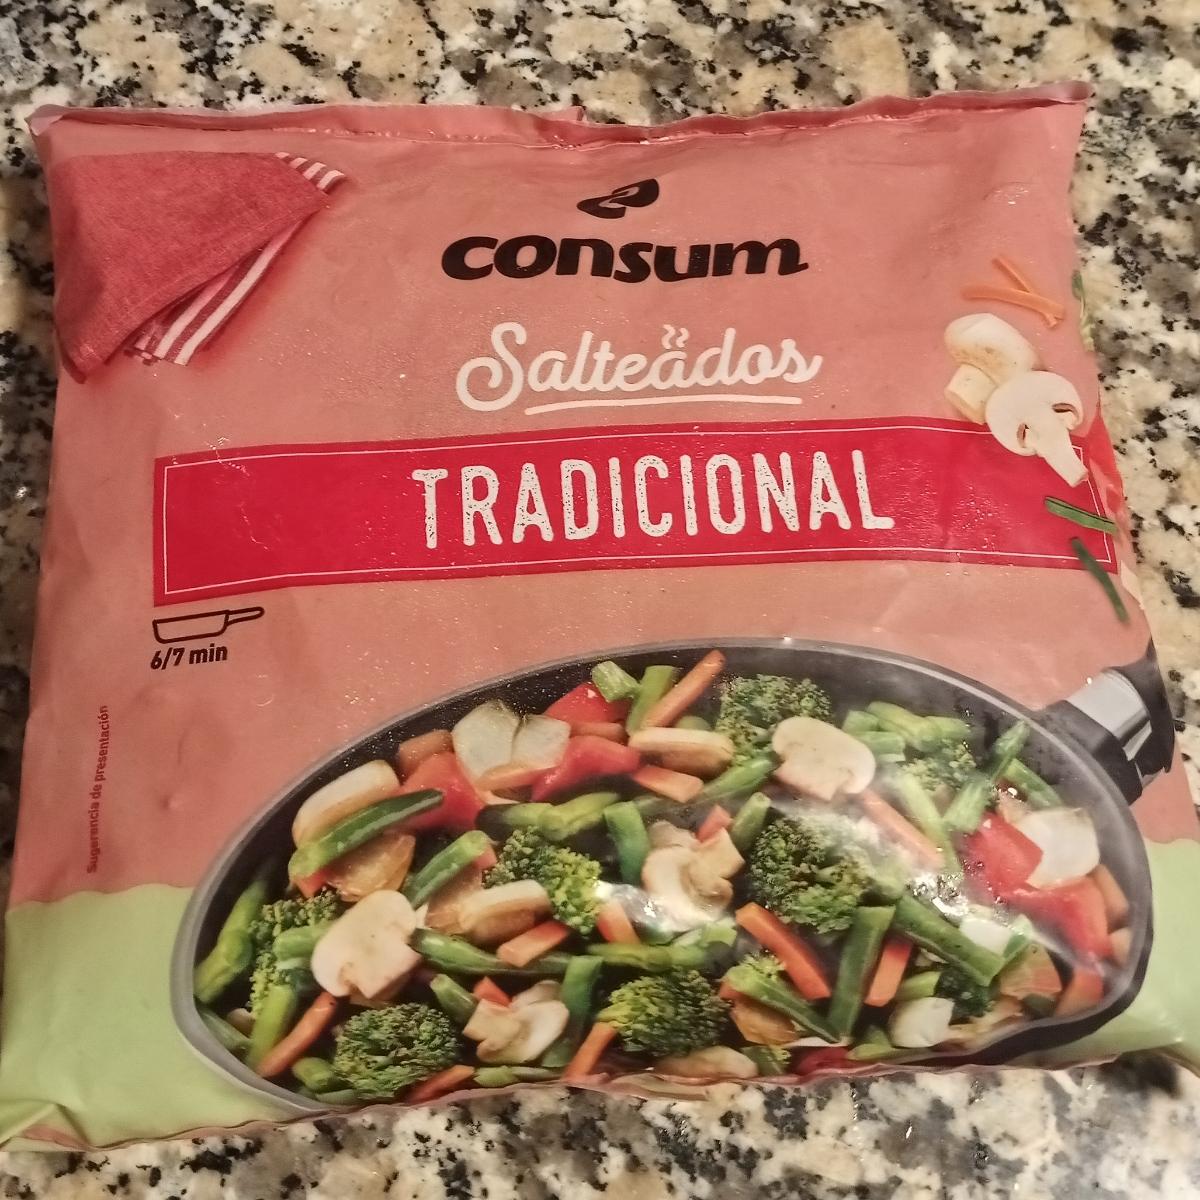 consum
Salteados
TRADICIONAL
6/7 min
Sugerencia de presentación